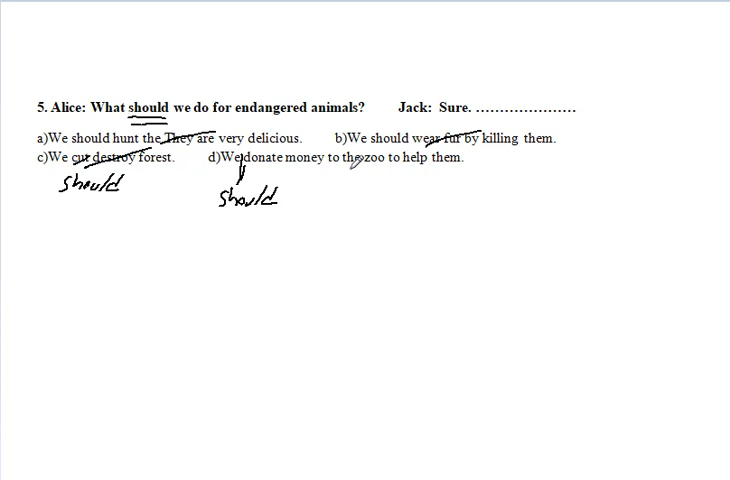 5. Alice: What should we do for endangered animals? Jack: Sure. .....................
a)We should hunt the They are very delicious. b)We should wear fur by killing them.
c)We cut destroy forest. d)We donate money to the zoo to help them.
should should